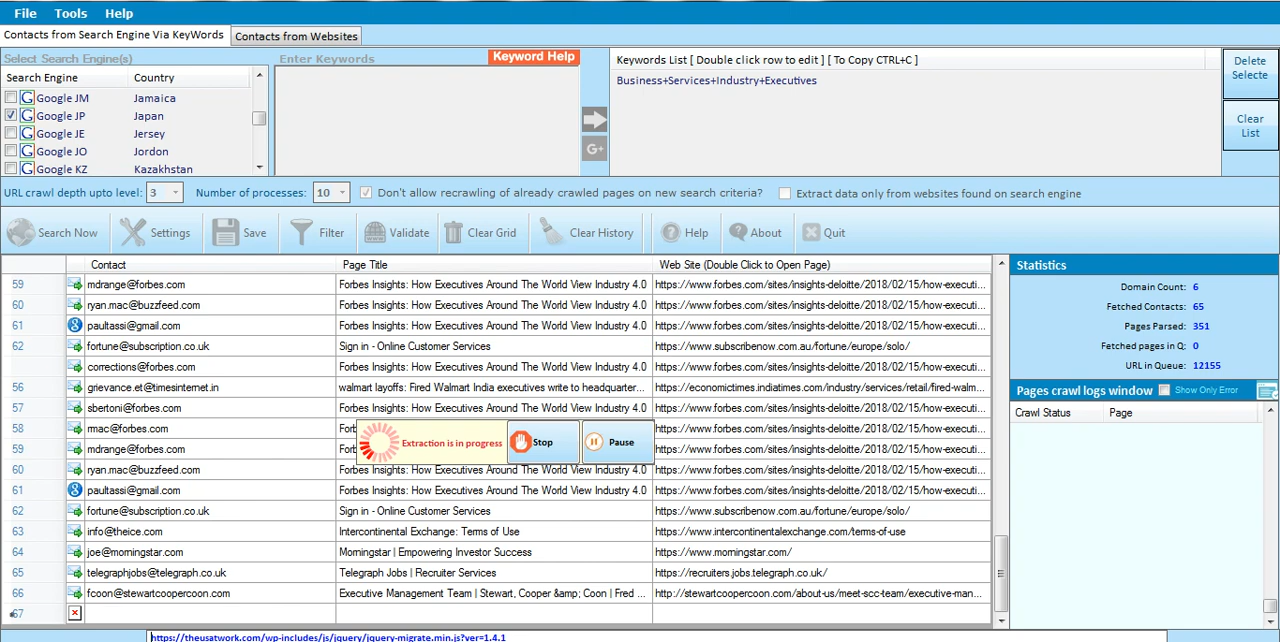 File Tools Help
Contacts from Search Engine Via KeyWords Contacts from Websites
Select Search Engine(s) Enter Keywords Keyword Help Keywords List [ Double click row to edit ] [ To Copy CTRL+C ] Delete Selecte
Search Engine Country
Business+Services+Industry+Executives
Google JM Jamaica
Google JP Japan
Google JE Jersey
Google JO Jordon
Google KZ Kazakhstan
G+
Clear List
URL crawl depth upto level: 3 Number of processes: 10 Don't allow recrawling of already crawled pages on new search criteria? Extract data only from websites found on search engine
Search Now Settings Save Filter Validate Clear Grid Clear History Help About Quit
Contact Page Title Web Site (Double Click to Open Page)
59 mdrange@forbes.com Forbes Insights: How Executives Around The World View Industry 4.0 https://www.forbes.com/sites/insights-deloitte/2018/02/15/how-executi...
60 ryan.mac@buzzfeed.com Forbes Insights: How Executives Around The World View Industry 4.0 https://www.forbes.com/sites/insights-deloitte/2018/02/15/how-executi...
61 paultassi@gmail.com Forbes Insights: How Executives Around The World View Industry 4.0 https://www.forbes.com/sites/insights-deloitte/2018/02/15/how-executi...
62 fortune@subscription.co.uk Sign in - Online Customer Services https://www.subscribenow.com.au/fortune/europe/solo/
corrections@forbes.com Forbes Insights: How Executives Around The World View Industry 4.0 https://www.forbes.com/sites/insights-deloitte/2018/02/15/how-executi...
56 grievance.et@timesinternet.in walmart layoffs: Fired Walmart India executives write to headquarter... https://economictimes.indiatimes.com/industry/services/retail/fired-walm...
57 sbertoni@forbes.com Forbes Insights: How Executives Around The World View Industry 4.0 https://www.forbes.com/sites/insights-deloitte/2018/02/15/how-executi...
58 rmac@forbes.com https://www.forbes.com/sites/insights-deloitte/2018/02/15/how-executi...
Extraction is in progress Stop Pause
59 mdrange@forbes.com https://www.forbes.com/sites/insights-deloitte/2018/02/15/how-executi...
60 ryan.mac@buzzfeed.com Forbes Insights: How Executives Around The World View Industry 4.0 https://www.forbes.com/sites/insights-deloitte/2018/02/15/how-executi...
61 paultassi@gmail.com Forbes Insights: How Executives Around The World View Industry 4.0 https://www.forbes.com/sites/insights-deloitte/2018/02/15/how-executi...
62 fortune@subscription.co.uk Sign in - Online Customer Services https://www.subscribenow.com.au/fortune/europe/solo/
63 info@theice.com Intercontinental Exchange: Terms of Use https://www.intercontinentalexchange.com/terms-of-use
64 joe@morningstar.com Morningstar | Empowering Investor Success https://www.morningstar.com/
65 telegraphjobs@telegraph.co.uk Telegraph Jobs | Recruiter Services https://recruiters.jobs.telegraph.co.uk/
66 fcoon@stewartcoopercoon.com Executive Management Team | Stewart, Cooper &amp; Coon | Fred ... http://stewartcoopercoon.com/about-us/meet-scc-team/executive-man...
67
Statistics
Domain Count: 6
Fetched Contacts: 65
Pages Parsed: 351
Fetched pages in Q: 0
URL in Queue: 12155
Pages crawl logs window Show Only Error
Crawl Status Page
https://theusatwork.com/wp-includes/js/jquery/jquery-migrate.min.js?ver=1.4.1